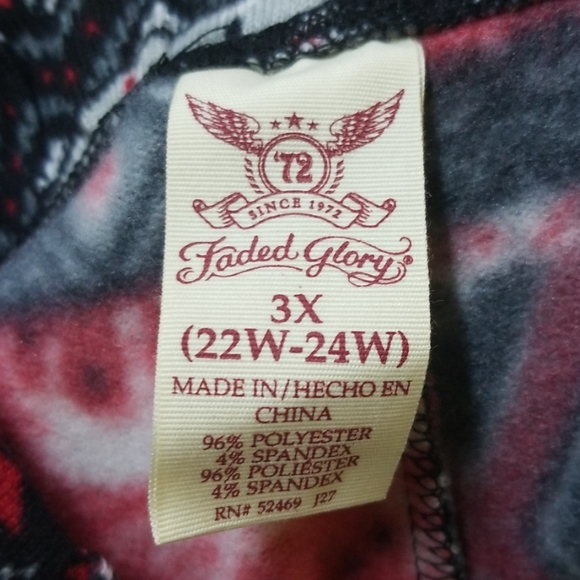 '72
SINCE 1972
Faded Glory®
3X
(22W-24W)
MADE IN/HECHO EN
CHINA
96% POLYESTER
4% SPANDEX
96% POLIÉSTER
4% SPANDEX
RN# 52469 J27